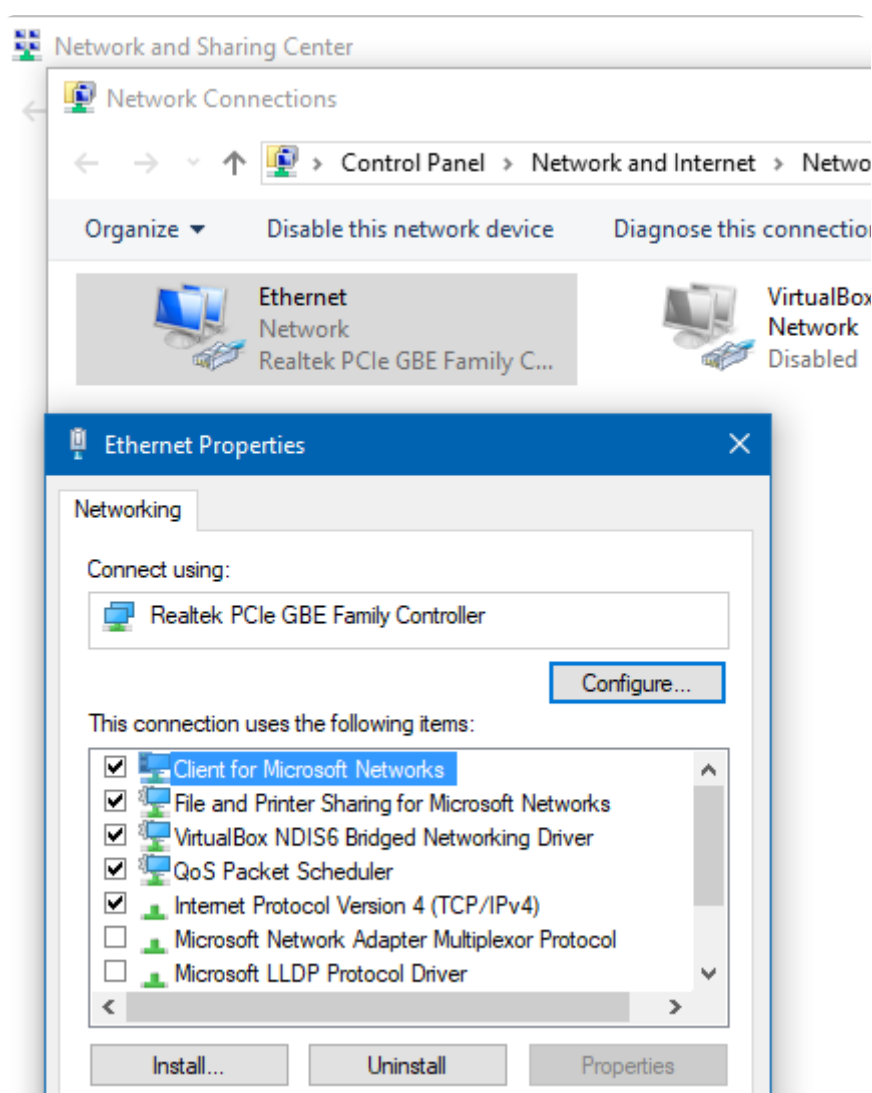 Network and Sharing Center
Network Connections
Control Panel > Network and Internet > Netwo
Organize Disable this network device Diagnose this connection
Ethernet
Network
Realtek PCIe GBE Family C...
VirtualBox
Network
Disabled
Ethernet Properties
Networking
Connect using:
Realtek PCIe GBE Family Controller
Configure...
This connection uses the following items:
Client for Microsoft Networks
File and Printer Sharing for Microsoft Networks
VirtualBox NDIS6 Bridged Networking Driver
QoS Packet Scheduler
Internet Protocol Version 4 (TCP/IPv4)
Microsoft Network Adapter Multiplexor Protocol
Microsoft LLDP Protocol Driver
Install... Uninstall Properties